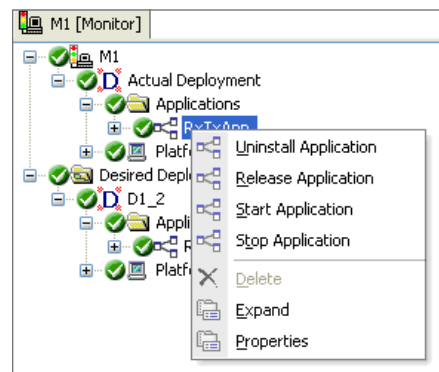 M1 [Monitor]
M1
Actual Deployment
Applications
RxTxApp
Platf
Uninstall Application
Desired Depl
Release Application
D1_2
Start Application
Appli
Stop Application
R
Platf
Delete
Expand
Properties